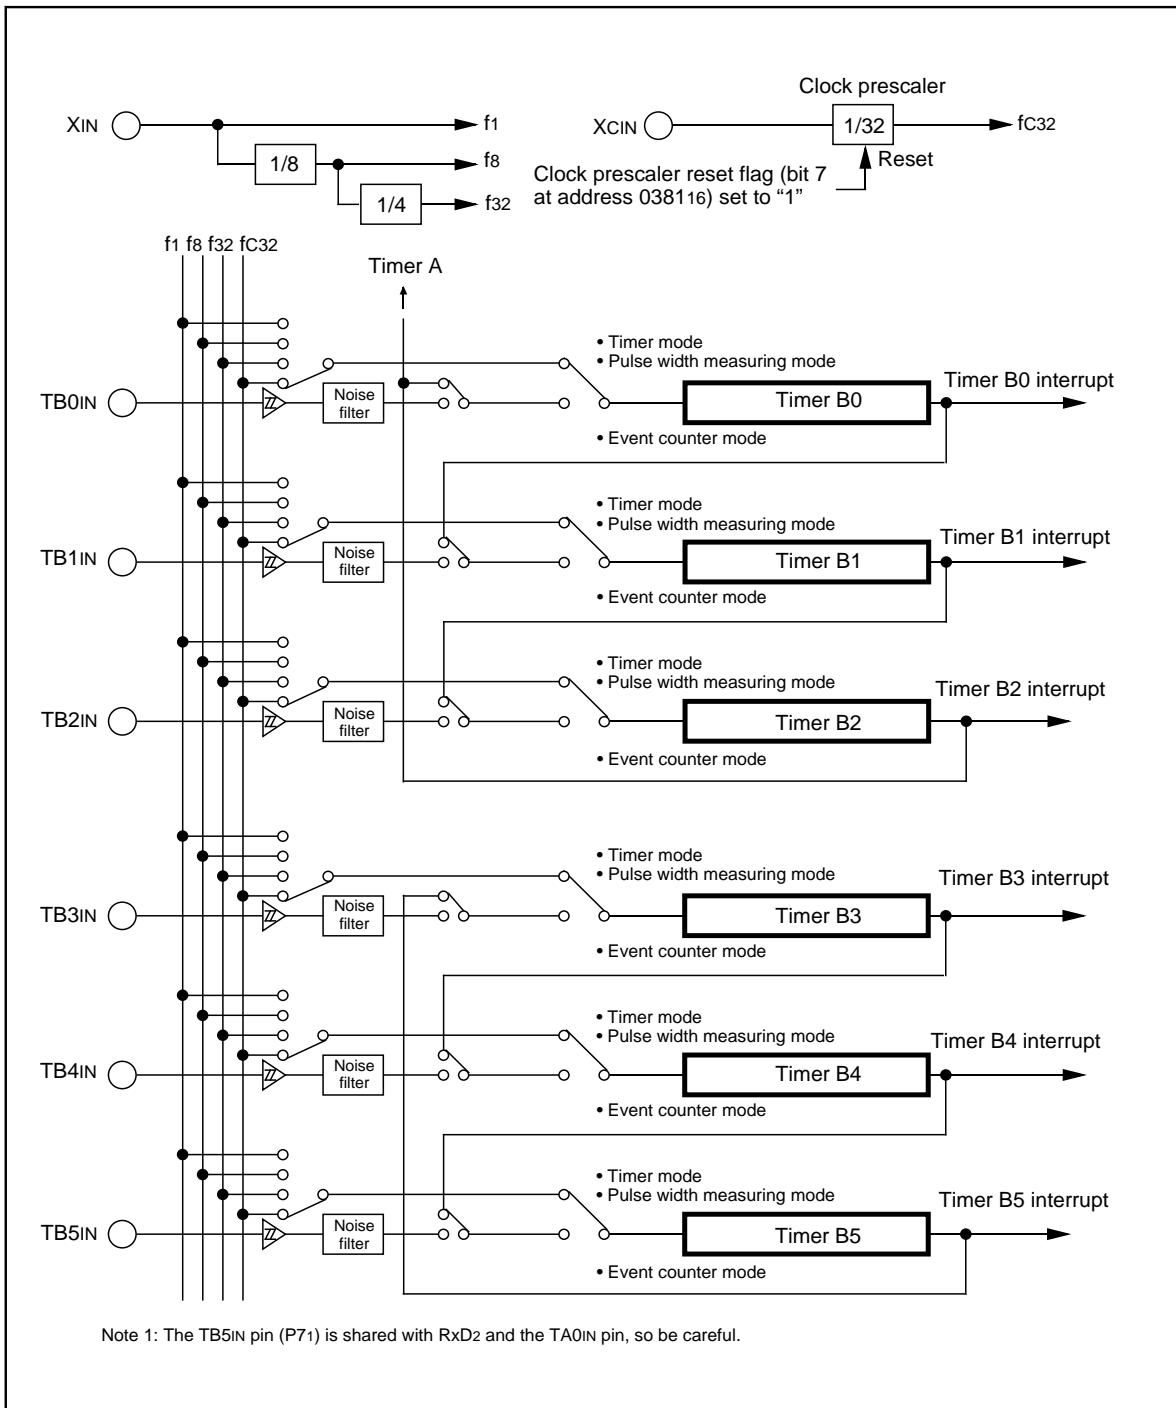 Clock prescaler
XIN
f1
XCIN
1/32
fC32
1/8
f8
Reset
Clock prescaler reset flag (bit 7
at address 038116) set to “1”
1/4
f32
f1 f8 f32 fC32
Timer A
• Timer mode
• Pulse width measuring mode
TB0IN
Noise
filter
Timer B0
Timer B0 interrupt
• Event counter mode
• Timer mode
• Pulse width measuring mode
TB1IN
Noise
filter
Timer B1
Timer B1 interrupt
• Event counter mode
• Timer mode
• Pulse width measuring mode
TB2IN
Noise
filter
Timer B2
Timer B2 interrupt
• Event counter mode
• Timer mode
• Pulse width measuring mode
TB3IN
Noise
filter
Timer B3
Timer B3 interrupt
• Event counter mode
• Timer mode
• Pulse width measuring mode
TB4IN
Noise
filter
Timer B4
Timer B4 interrupt
• Event counter mode
• Timer mode
• Pulse width measuring mode
TB5IN
Noise
filter
Timer B5
Timer B5 interrupt
• Event counter mode
Note 1: The TB5IN pin (P71) is shared with RxD2 and the TA0IN pin, so be careful.